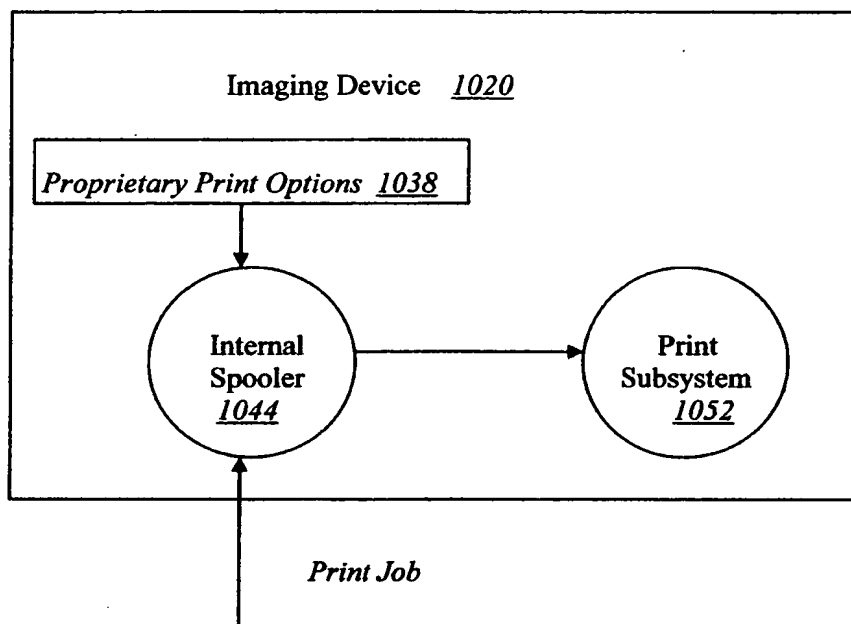 Imaging Device 1020
Proprietary Print Options 1038
Internal
Spooler
1044
Print
Subsystem
1052
Print Job